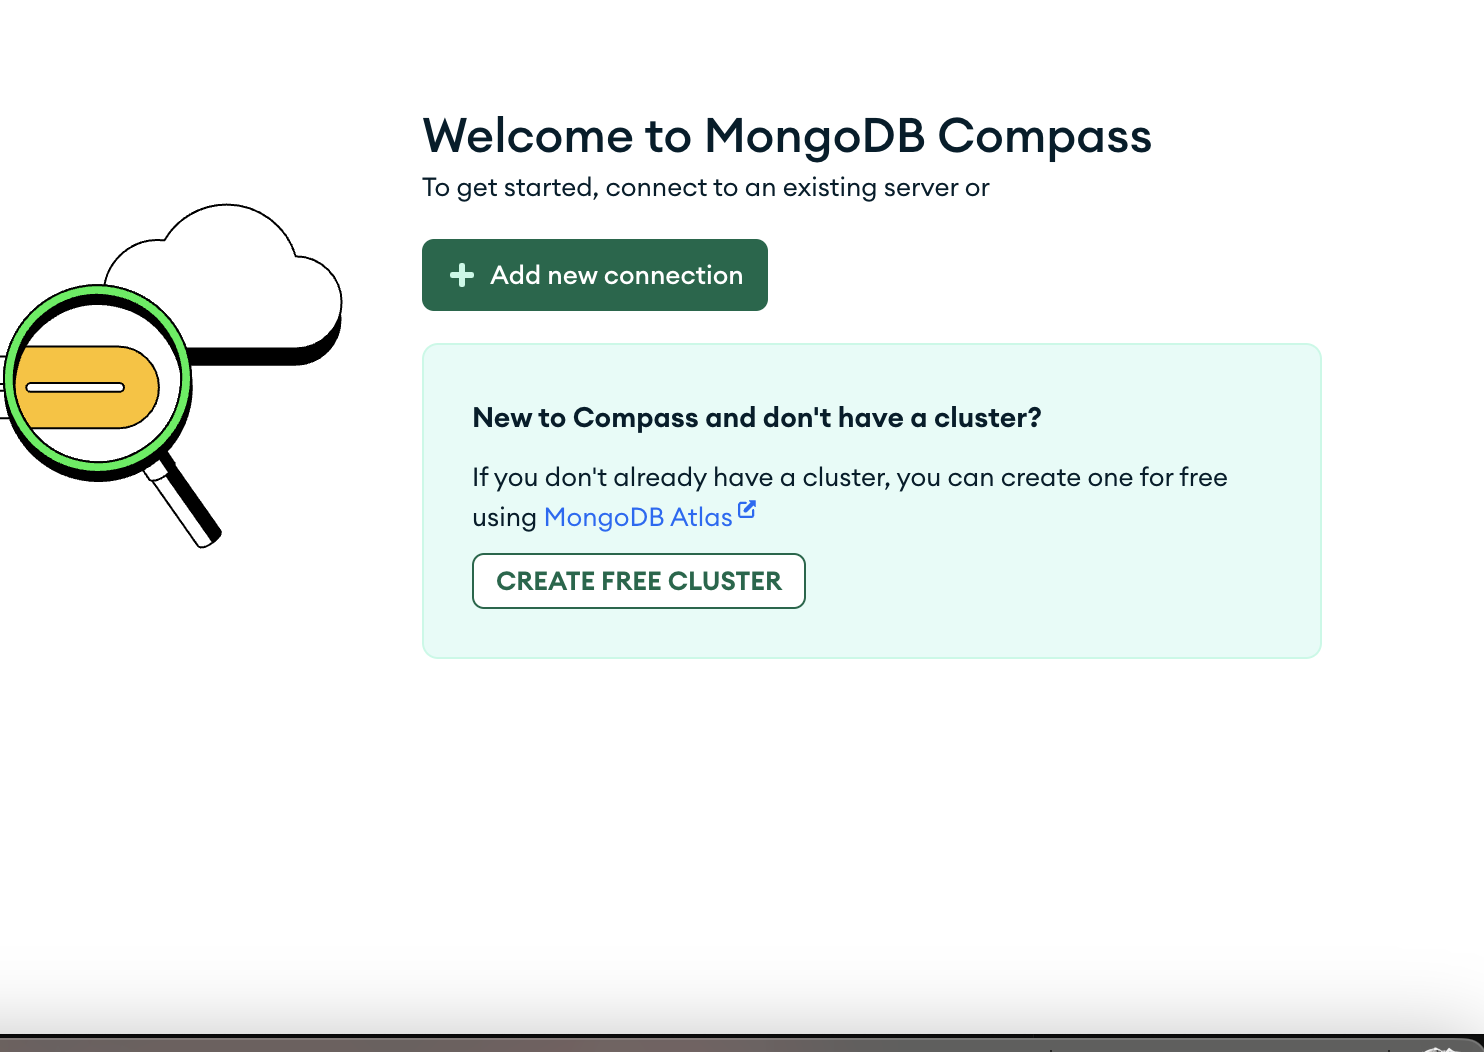 Welcome to MongoDB Compass
To get started, connect to an existing server or
Add new connection
New to Compass and don't have a cluster?
If you don't already have a cluster, you can create one for free
using MongoDB Atlas
CREATE FREE CLUSTER